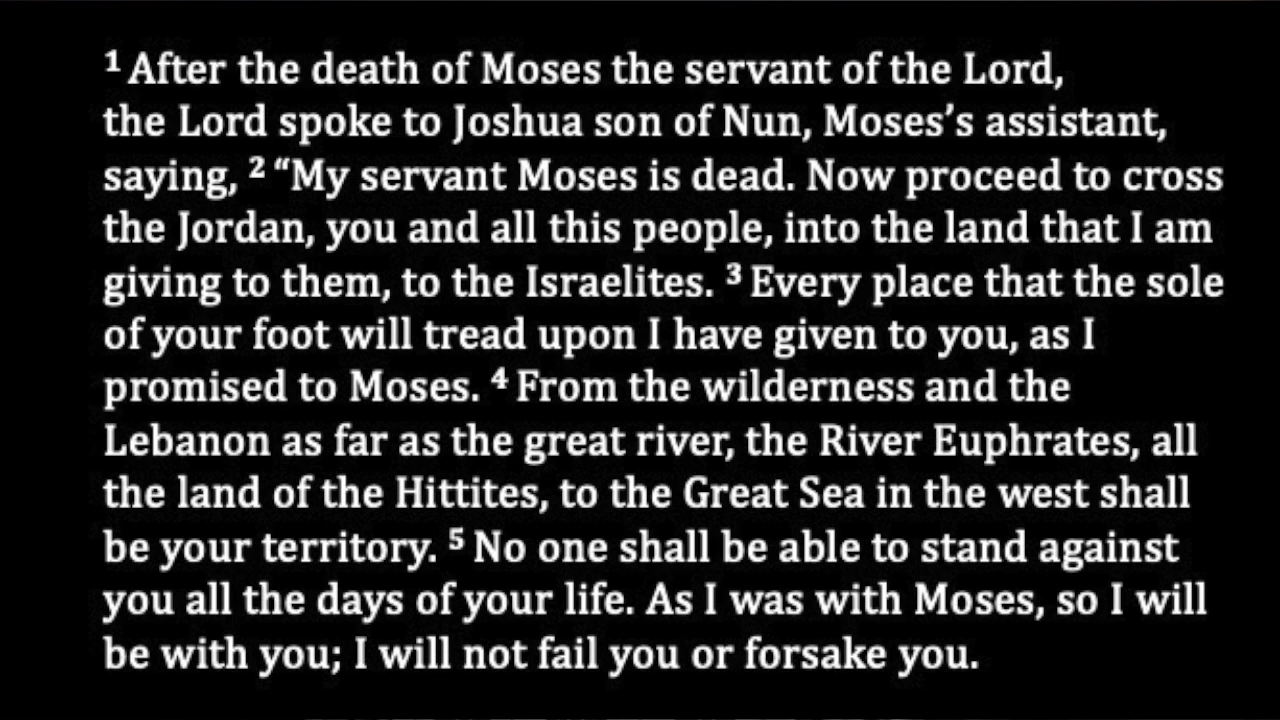 ¹ After the death of Moses the servant of the Lord,
the Lord spoke to Joshua son of Nun, Moses’s assistant,
saying, ² “My servant Moses is dead. Now proceed to cross
the Jordan, you and all this people, into the land that I am
giving to them, to the Israelites. ³ Every place that the sole
of your foot will tread upon I have given to you, as I
promised to Moses. ⁴ From the wilderness and the
Lebanon as far as the great river, the River Euphrates, all
the land of the Hittites, to the Great Sea in the west shall
be your territory. ⁵ No one shall be able to stand against
you all the days of your life. As I was with Moses, so I will
be with you; I will not fail you or forsake you.